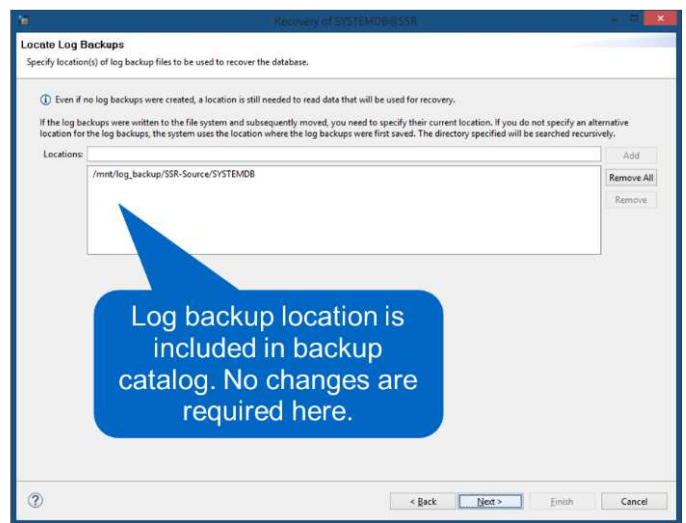 Recovery of SYSTEMDB@SSR
Locate Log Backups
Specify location(s) of log backup files to be used to recover the database.
Even if no log backups were created, a location is still needed to read data that will be used for recovery.
If the log backups were written to the file system and subsequently moved, you need to specify their current location. If you do not specify an alternative
location for the log backups, the system uses the location where the log backups were first saved. The directory specified will be searched recursively.
Locations:
Add
/mnt/log_backup/SSR-Source/SYSTEMDB
Remove All
Remove
Log backup location is
included in backup
catalog. No changes are
required here.
< Back
Next >
Finish
Cancel